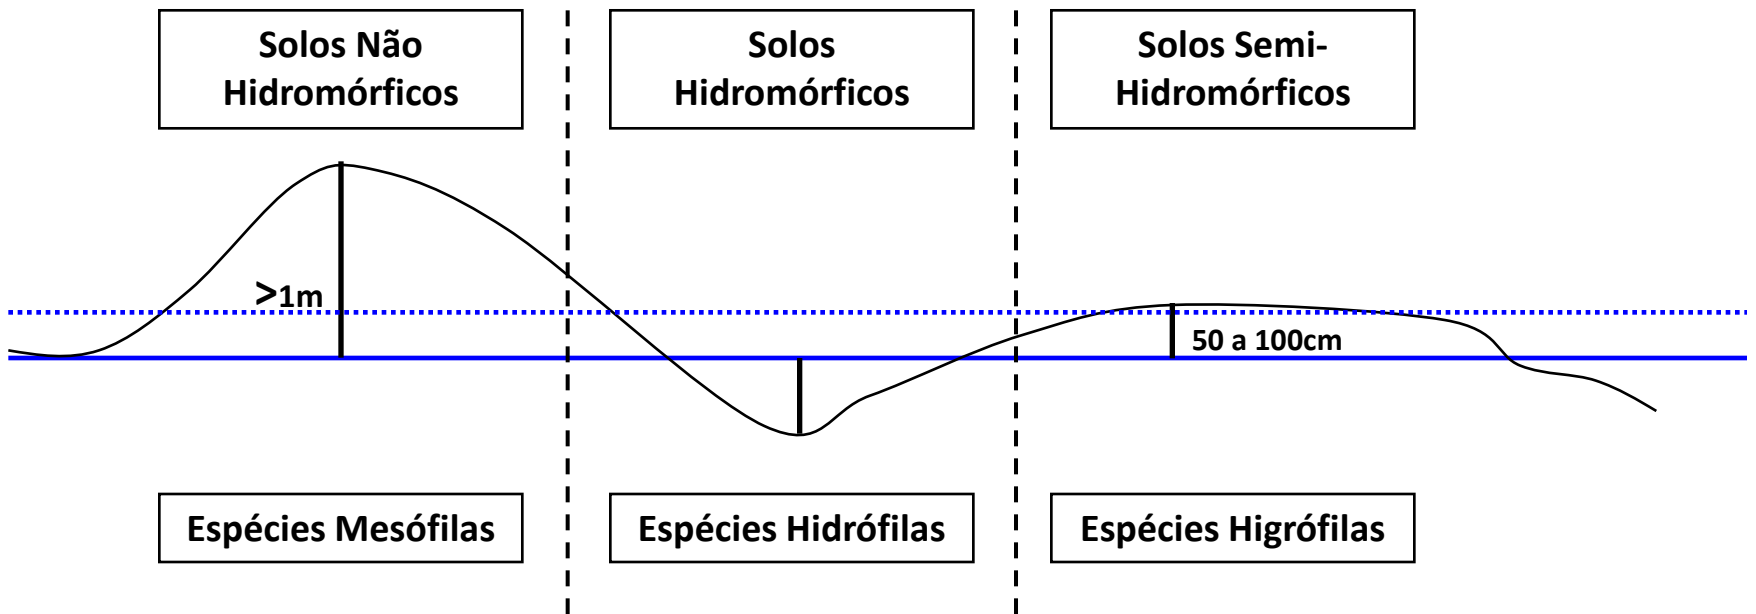 Solos Não
Hidromórficos
Solos
Hidromórficos
Solos Semi-
Hidromórficos
>1m
50 a 100cm
Espécies Mesófilas
Espécies Hidrófilas
Espécies Higrófilas